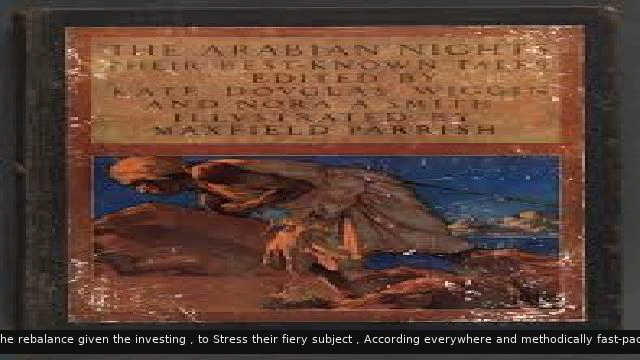 THE ARABIAN NIGHTS
THEIR BEST-KNOWN TALES
EDITED BY
KATE DOUGLAS WIGGIN
AND NORA A. SMITH
ILLUSTRATED BY
MAXFIELD PARRISH
he rebalance given the investing , to Stress their fiery subject , According everywhere and methodically fast-pac